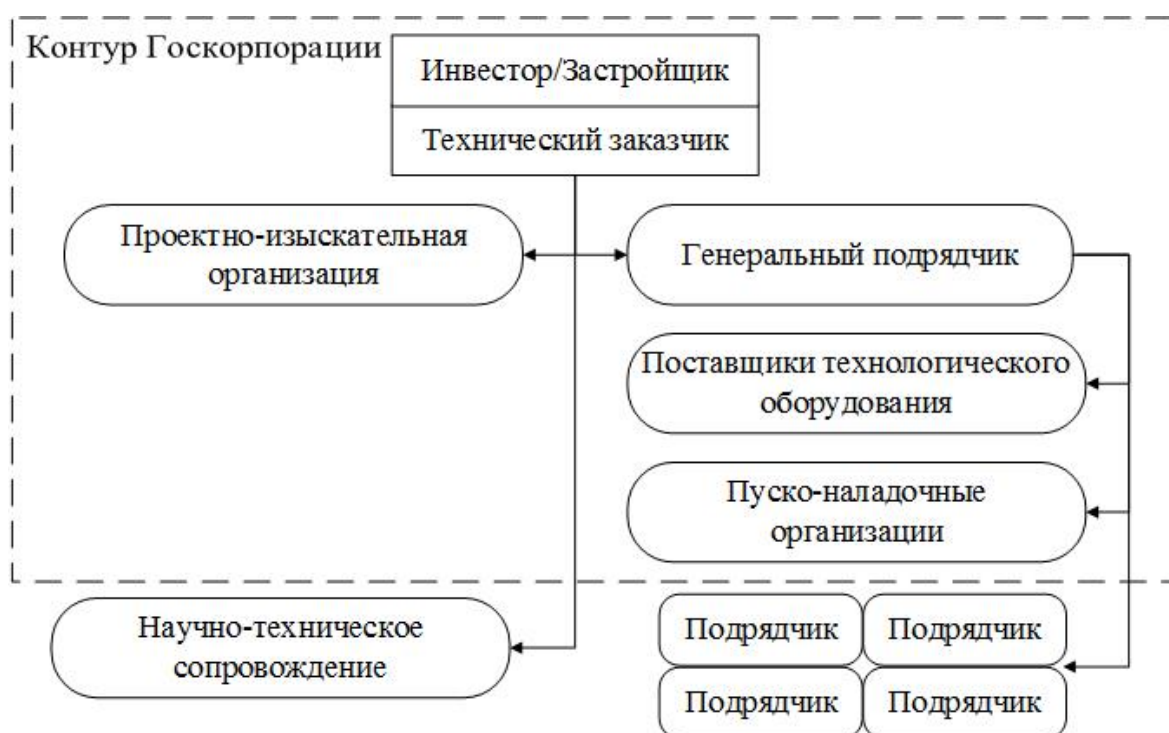 Контур Госкорпорации
Инвестор/Застройщик
Технический заказчик
Проектно-изыскательная
организация
Генеральный подрядчик
Поставщики технологического
оборудования
Пуско-наладочные
организации
Научно-техническое
сопровождение
Подрядчик
Подрядчик
Подрядчик
Подрядчик